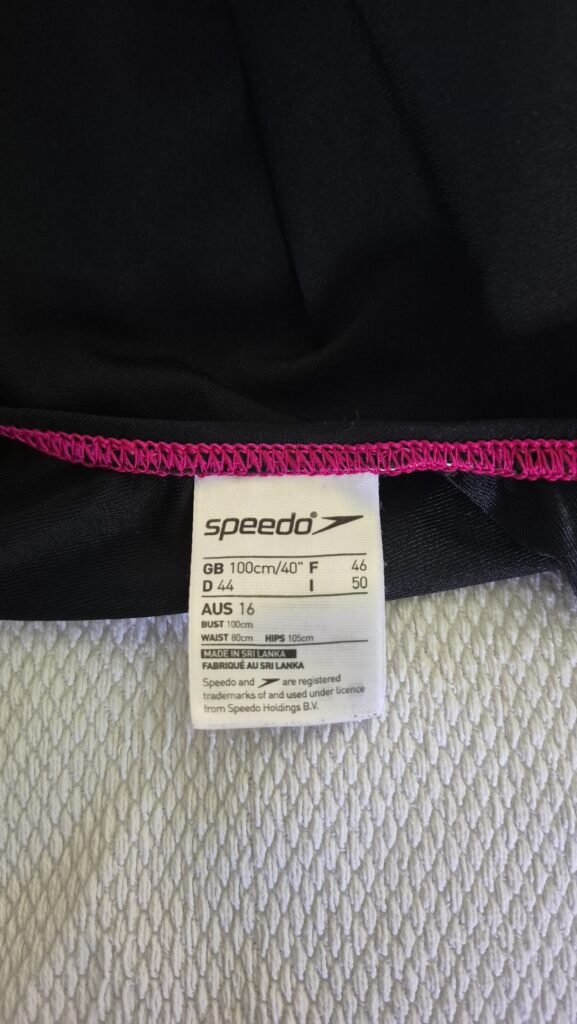 speedo®
GB 100cm/40" F 46
D 44 I 50
AUS 16
BUST 100cm
WAIST 80cm HIPS 105cm
MADE IN SRI LANKA
FABRIQUÉ AU SRI LANKA
Speedo and are registered
trademarks of and used under licence
from Speedo Holdings B.V.